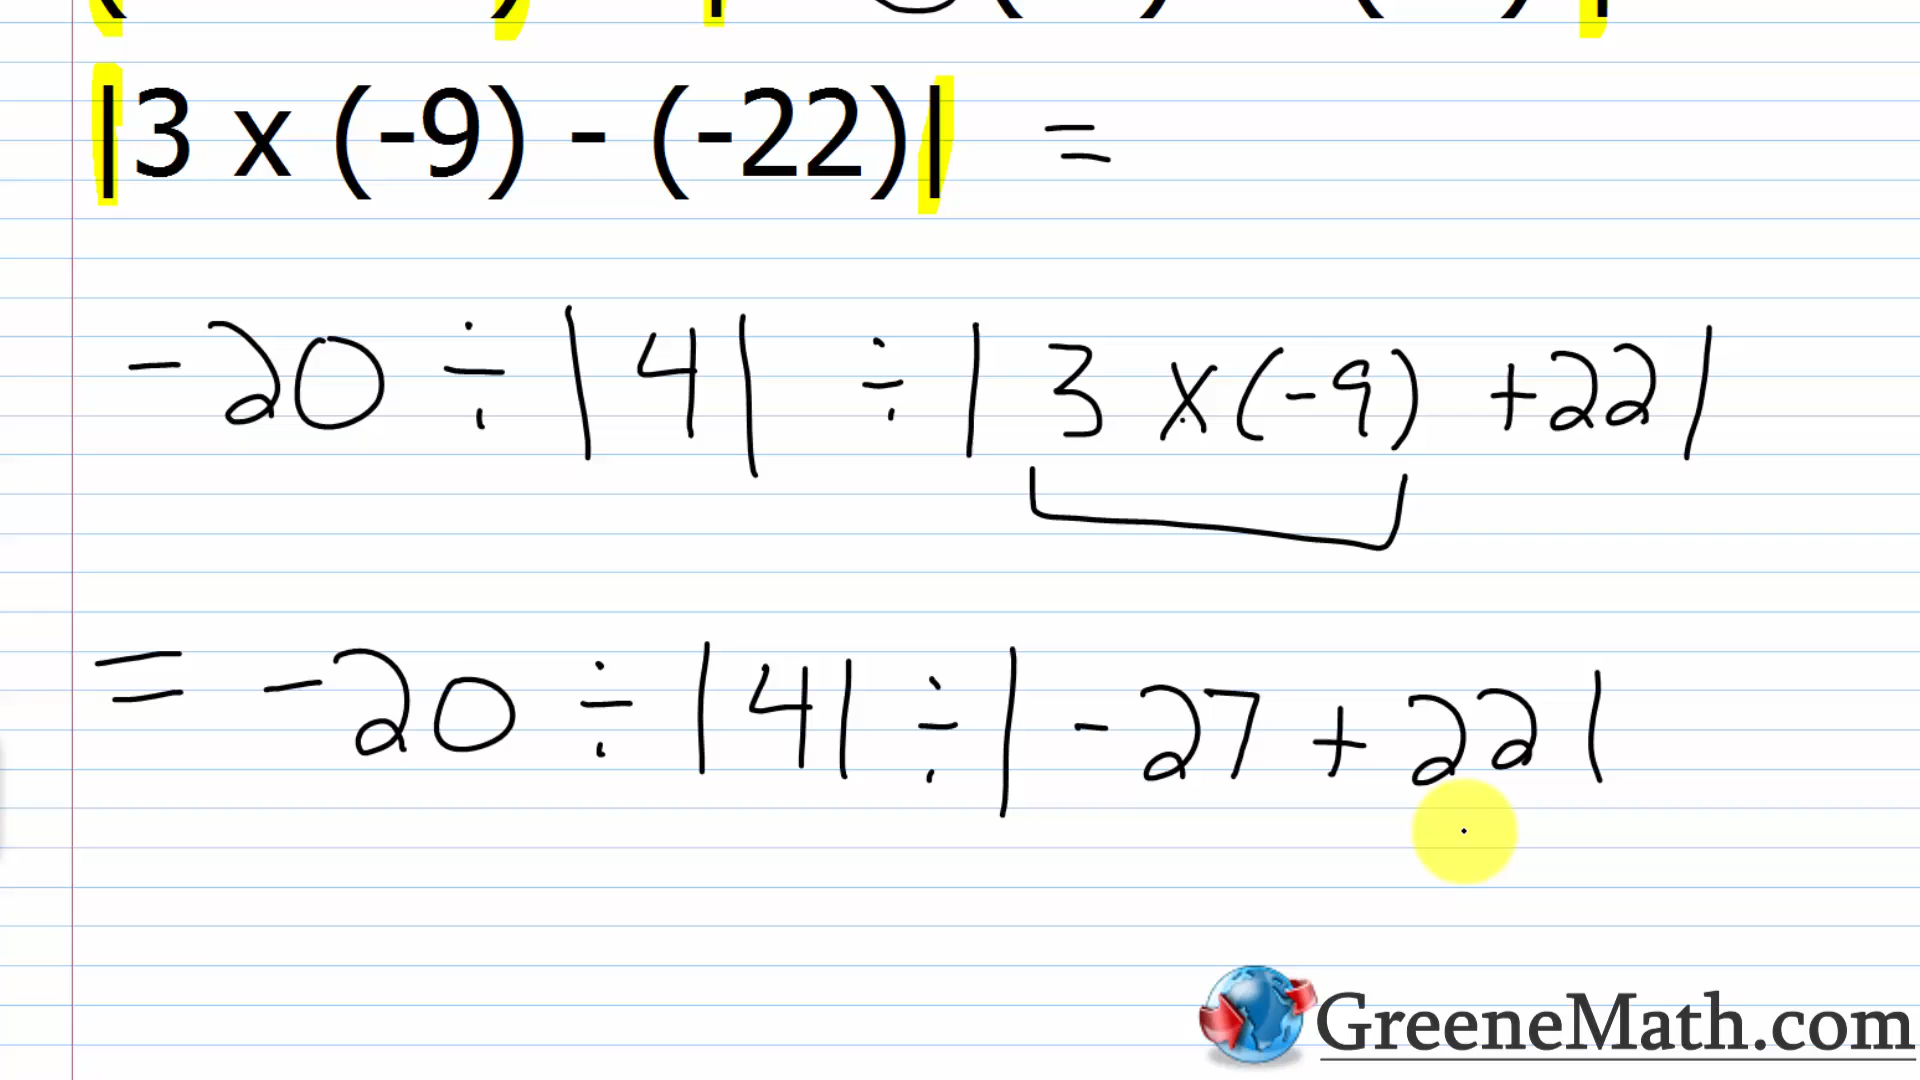 |3 x (-9) - (-22)| =
-20 ÷ |4| ÷ |3 x (-9) + 22|
= -20 ÷ |4| ÷ |-27 + 22|
GreeneMath.com